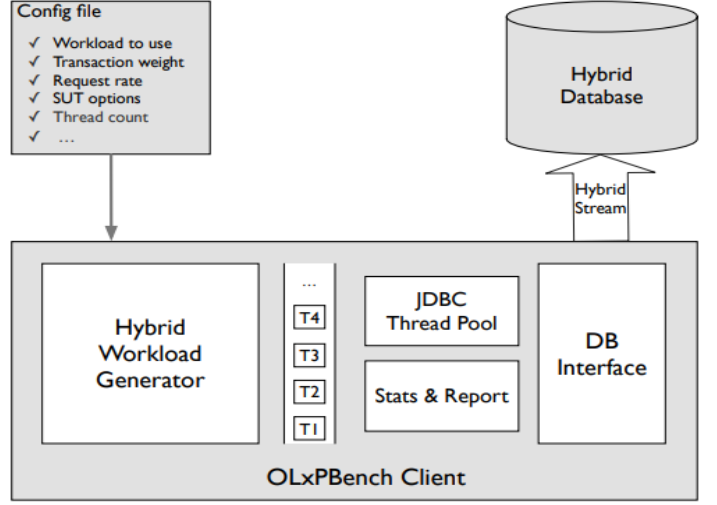 Config file
✓ Workload to use
✓ Transaction weight
✓ Request rate
✓ SUT options
✓ Thread count
✓ ...
Hybrid
Database
Hybrid
Stream
Hybrid
Workload
Generator
...
T4
T3
T2
T1
JDBC
Thread Pool
Stats & Report
DB
Interface
OLxPBench Client